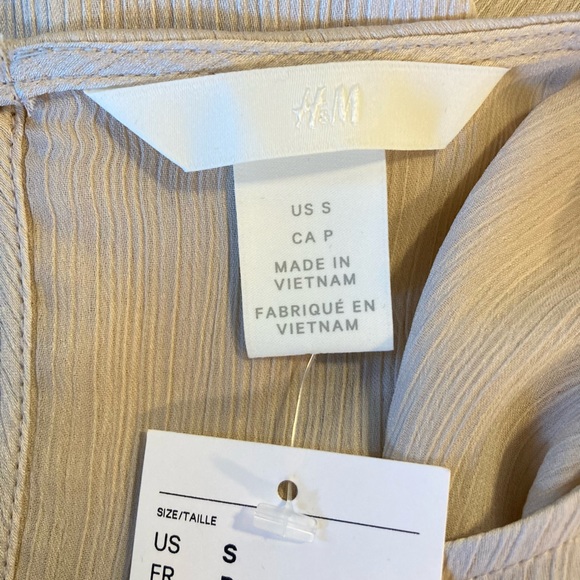 H&M
US S
CA P
MADE IN
VIETNAM
FABRIQUÉ EN
VIETNAM
SIZE/TAILLE
US S
FR